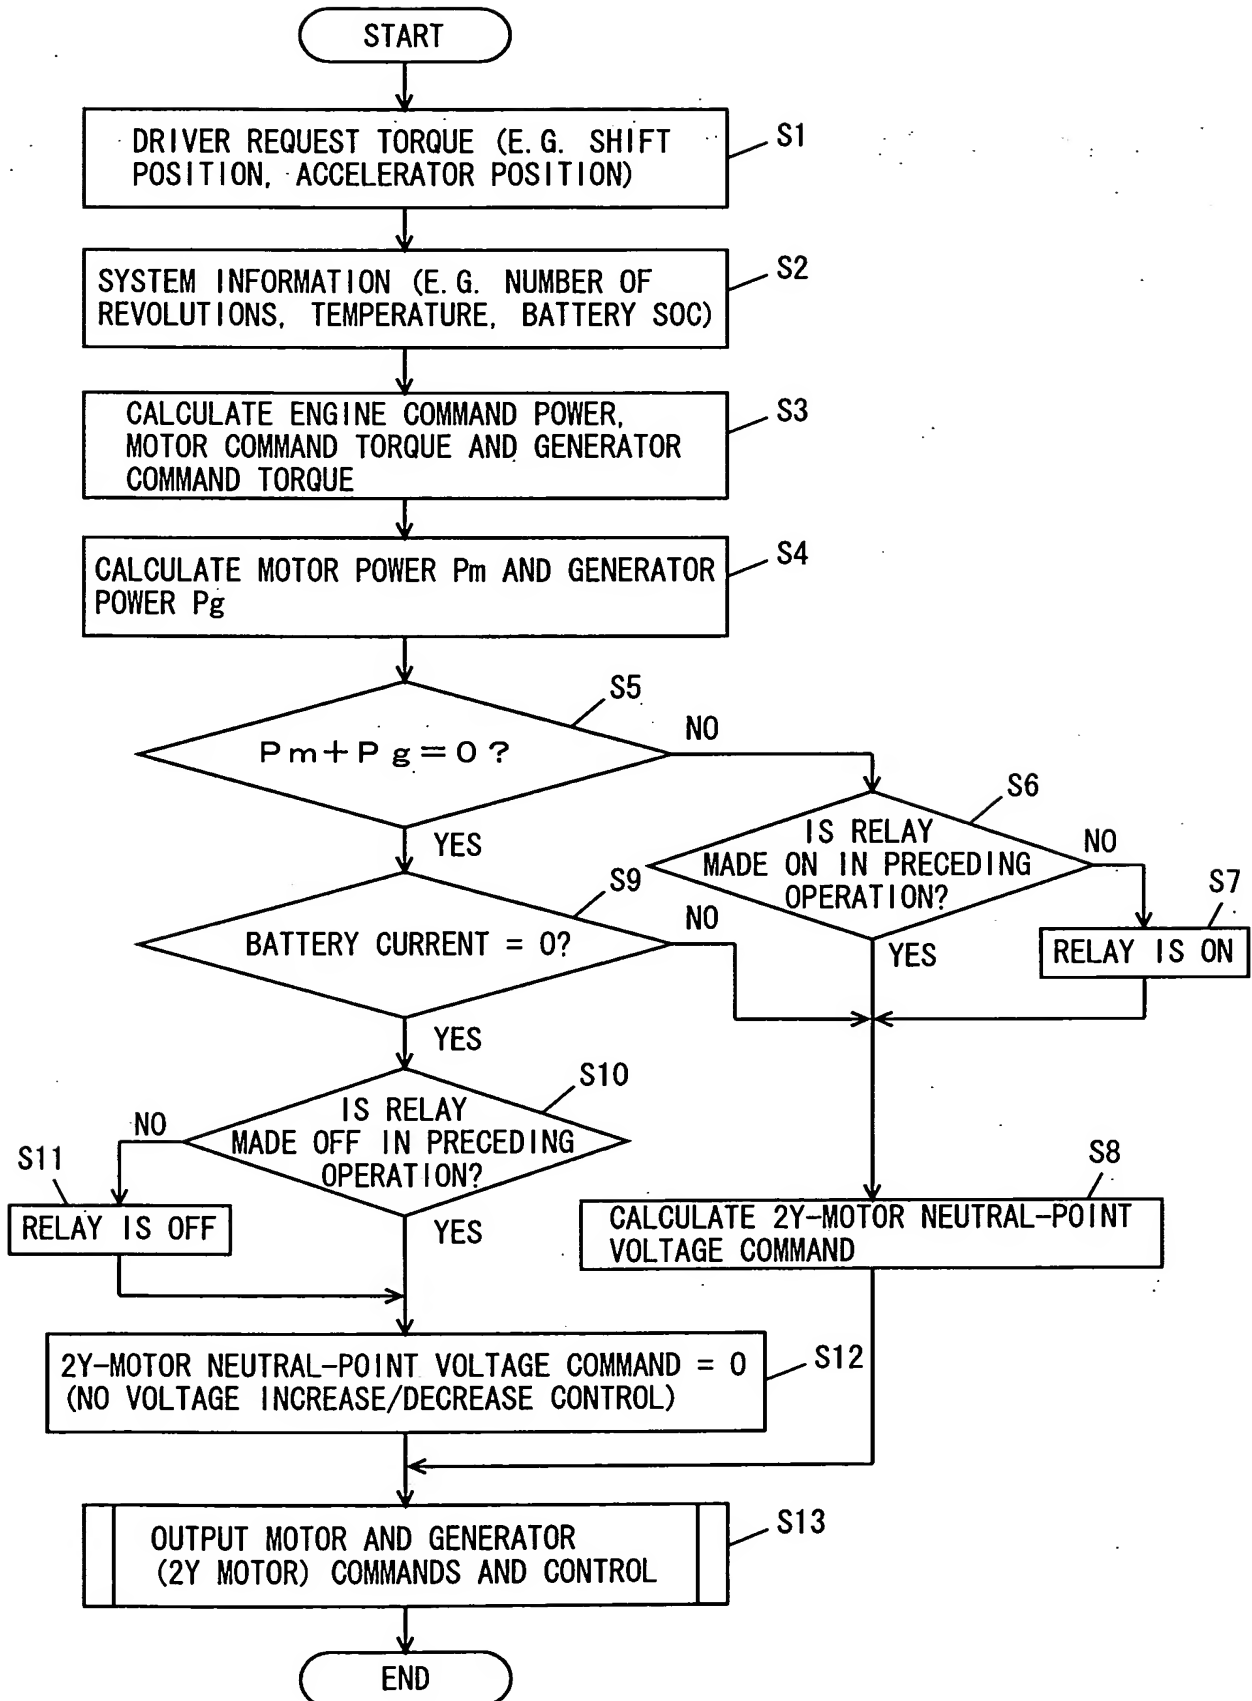 START
DRIVER REQUEST TORQUE (E.G. SHIFT
POSITION, ACCELERATOR POSITION)
S1
SYSTEM INFORMATION (E.G. NUMBER OF
REVOLUTIONS, TEMPERATURE, BATTERY SOC)
S2
CALCULATE ENGINE COMMAND POWER,
MOTOR COMMAND TORQUE AND GENERATOR
COMMAND TORQUE
S3
CALCULATE MOTOR POWER Pm AND GENERATOR
POWER Pg
S4
Pm+Pg=0?
S5
NO
YES
IS RELAY
MADE ON IN PRECEDING
OPERATION?
S6
NO
YES
S7
RELAY IS ON
BATTERY CURRENT = 0?
S9
NO
YES
IS RELAY
MADE OFF IN PRECEDING
OPERATION?
S10
NO
YES
S11
RELAY IS OFF
S8
CALCULATE 2Y-MOTOR NEUTRAL-POINT
VOLTAGE COMMAND
2Y-MOTOR NEUTRAL-POINT VOLTAGE COMMAND = 0
(NO VOLTAGE INCREASE/DECREASE CONTROL)
S12
OUTPUT MOTOR AND GENERATOR
(2Y MOTOR) COMMANDS AND CONTROL
S13
END